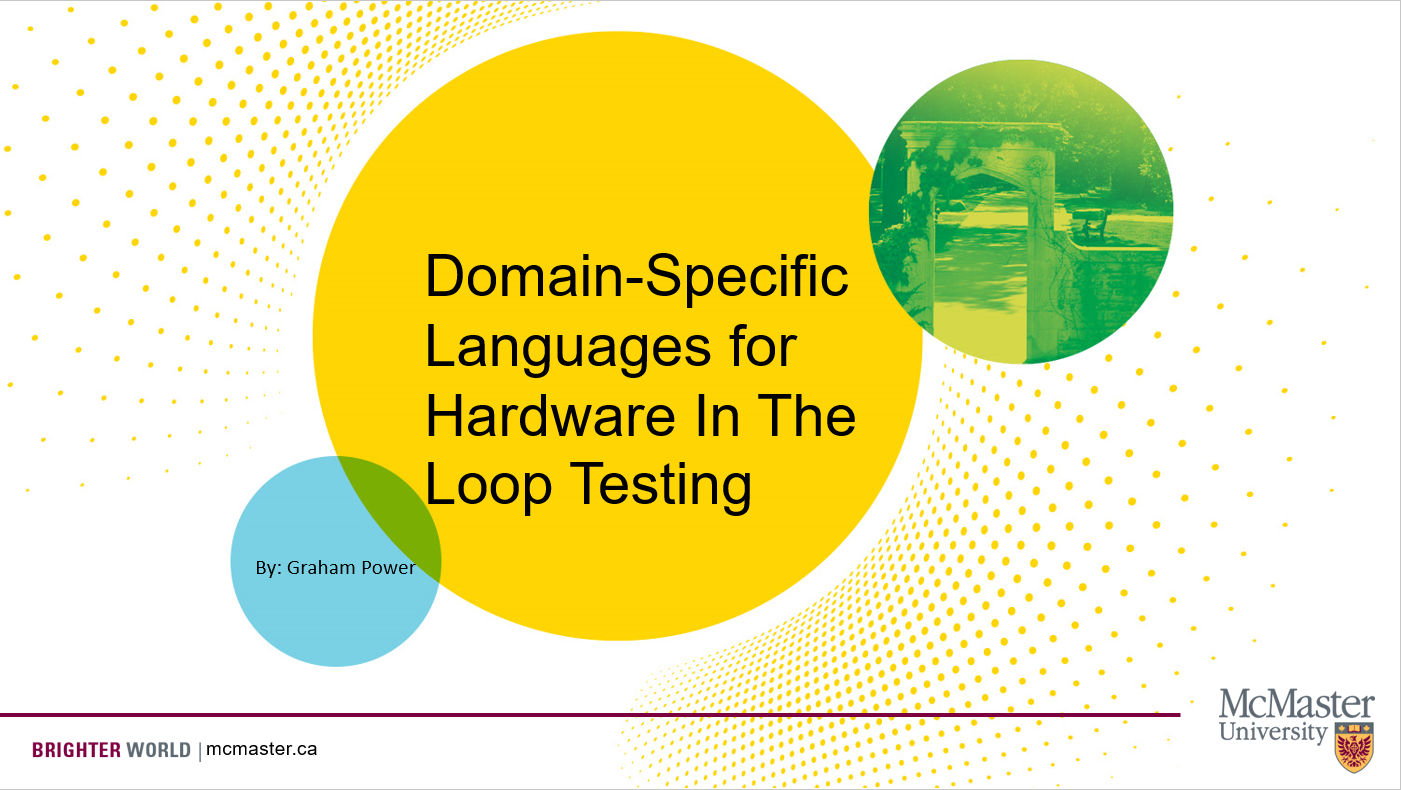 Domain-Specific
Languages for
Hardware In The
Loop Testing
By: Graham Power
BRIGHTER WORLD | mcmaster.ca
McMaster
University